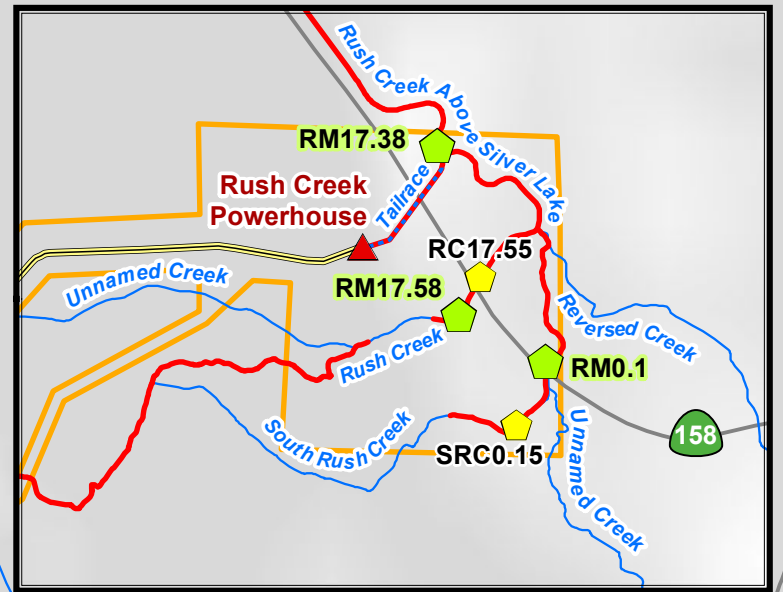 Rush Creek Above Silver Lake
RM17.38
Rush Creek
Powerhouse
Tailrace
RC17.55
Unnamed Creek
RM17.58
Reversed Creek
Rush Creek
RM0.1
South Rush Creek
158
SRC0.15
Unnamed Creek